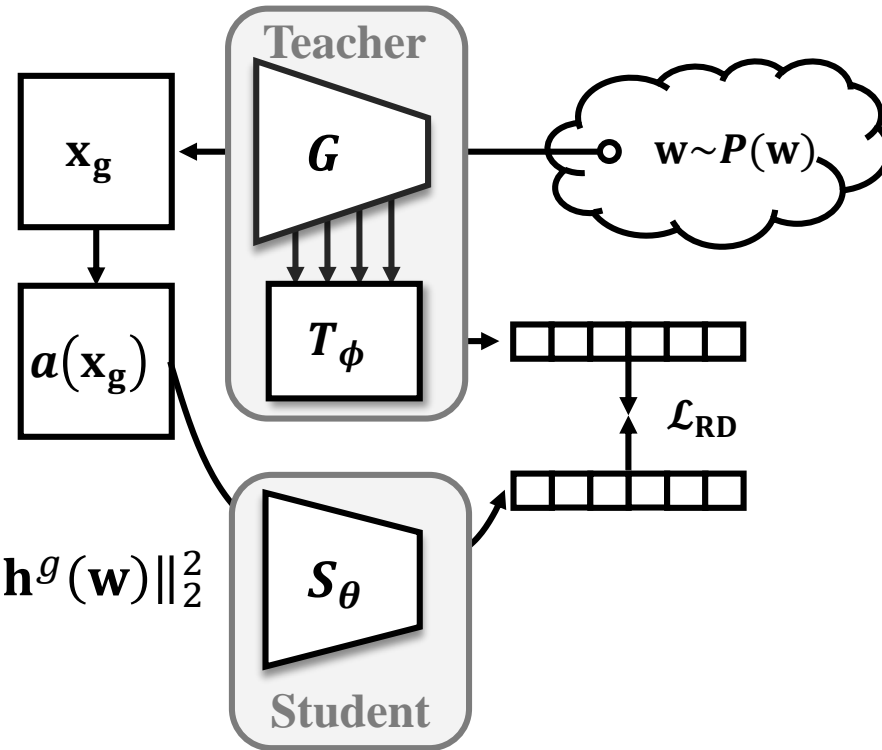 Teacher
x_g
G
w~P(w)
T_ϕ
a(x_g)
ℒ_RD
h^g(w)‖_2^2
S_θ
Student